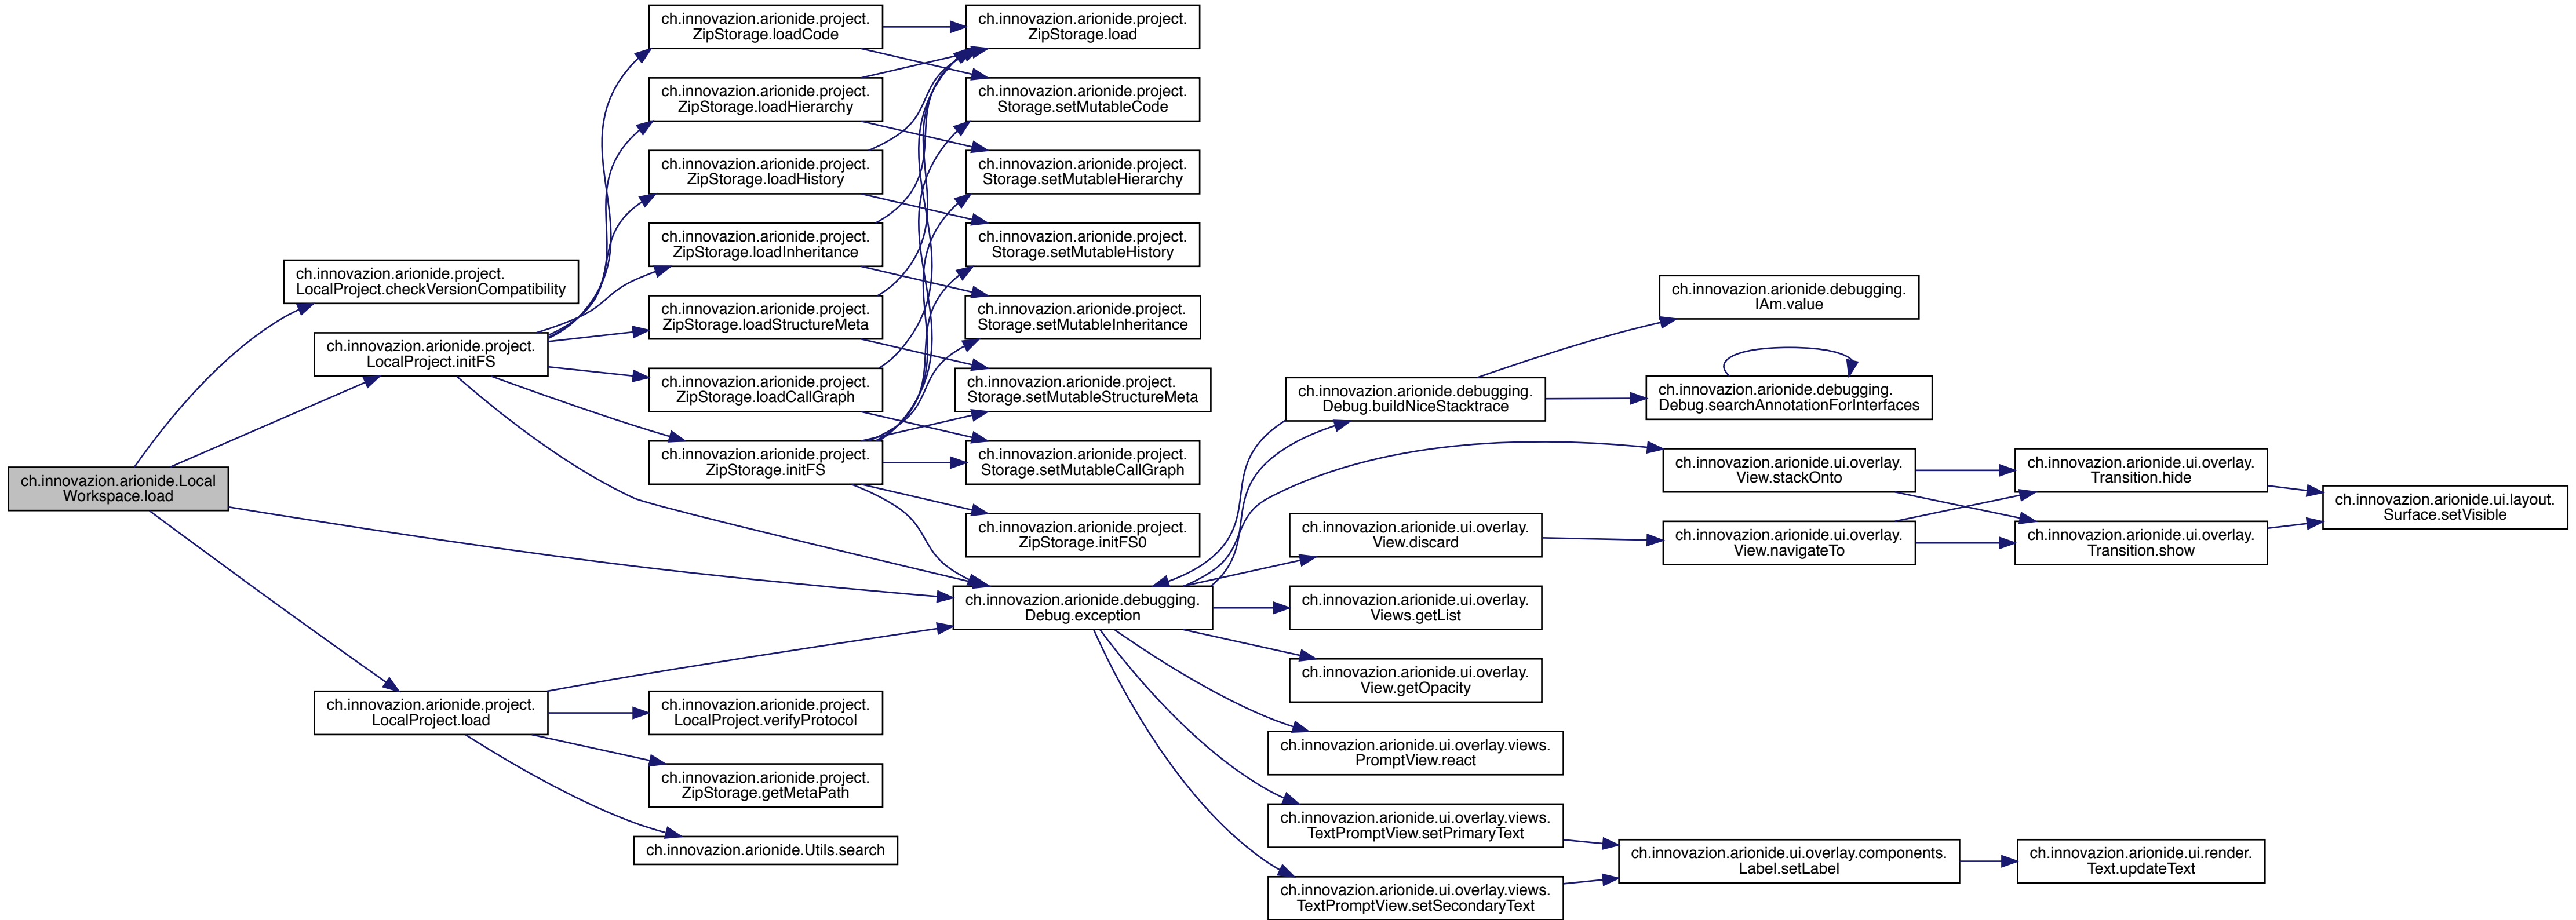 ch.innovazion.arionide.Local
Workspace.load
ch.innovazion.arionide.project.
LocalProject.checkVersionCompatibility
ch.innovazion.arionide.project.
LocalProject.initFS
ch.innovazion.arionide.project.
LocalProject.load
ch.innovazion.arionide.project.
ZipStorage.loadCode
ch.innovazion.arionide.project.
ZipStorage.loadHierarchy
ch.innovazion.arionide.project.
ZipStorage.loadHistory
ch.innovazion.arionide.project.
ZipStorage.loadInheritance
ch.innovazion.arionide.project.
ZipStorage.loadStructureMeta
ch.innovazion.arionide.project.
ZipStorage.loadCallGraph
ch.innovazion.arionide.project.
ZipStorage.initFS
ch.innovazion.arionide.project.
LocalProject.verifyProtocol
ch.innovazion.arionide.project.
ZipStorage.getMetaPath
ch.innovazion.arionide.Utils.search
ch.innovazion.arionide.project.
ZipStorage.load
ch.innovazion.arionide.project.
Storage.setMutableCode
ch.innovazion.arionide.project.
Storage.setMutableHierarchy
ch.innovazion.arionide.project.
Storage.setMutableHistory
ch.innovazion.arionide.project.
Storage.setMutableInheritance
ch.innovazion.arionide.project.
Storage.setMutableStructureMeta
ch.innovazion.arionide.project.
Storage.setMutableCallGraph
ch.innovazion.arionide.project.
ZipStorage.initFS0
ch.innovazion.arionide.debugging.
Debug.exception
ch.innovazion.arionide.debugging.
Debug.buildNiceStacktrace
ch.innovazion.arionide.ui.overlay.
View.discard
ch.innovazion.arionide.ui.overlay.
Views.getList
ch.innovazion.arionide.ui.overlay.
View.getOpacity
ch.innovazion.arionide.ui.overlay.views.
PromptView.react
ch.innovazion.arionide.ui.overlay.views.
TextPromptView.setPrimaryText
ch.innovazion.arionide.ui.overlay.views.
TextPromptView.setSecondaryText
ch.innovazion.arionide.debugging.
IAm.value
ch.innovazion.arionide.debugging.
Debug.searchAnnotationForInterfaces
ch.innovazion.arionide.ui.overlay.
View.stackOnto
ch.innovazion.arionide.ui.overlay.
View.navigateTo
ch.innovazion.arionide.ui.overlay.components.
Label.setLabel
ch.innovazion.arionide.ui.overlay.
Transition.hide
ch.innovazion.arionide.ui.overlay.
Transition.show
ch.innovazion.arionide.ui.render.
Text.updateText
ch.innovazion.arionide.ui.layout.
Surface.setVisible